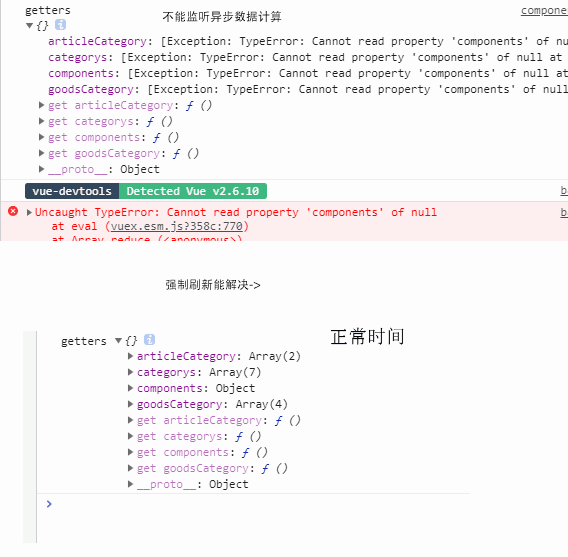 getters
不能监听异步数据计算
componen
▼{} i
articleCategory: [Exception: TypeError: Cannot read property 'components' of nu
categorys: [Exception: TypeError: Cannot read property 'components' of null at
components: [Exception: TypeError: Cannot read property 'components' of null at
goodsCategory: [Exception: TypeError: Cannot read property 'components' of null
▶get articleCategory: ƒ ()
▶get categorys: ƒ ()
▶get components: ƒ ()
▶get goodsCategory: ƒ ()
▶__proto__: Object
vue-devtools Detected Vue v2.6.10
▶Uncaught TypeError: Cannot read property 'components' of null
at eval (vuex.esm.js?358c:770)
at Array.reduce (<anonymous>)
强制刷新能解决->
正常时间
getters ▼{} i
▶articleCategory: Array(2)
▶categorys: Array(7)
▶components: Object
▶goodsCategory: Array(4)
▶get articleCategory: ƒ ()
▶get categorys: ƒ ()
▶get components: ƒ ()
▶get goodsCategory: ƒ ()
▶__proto__: Object